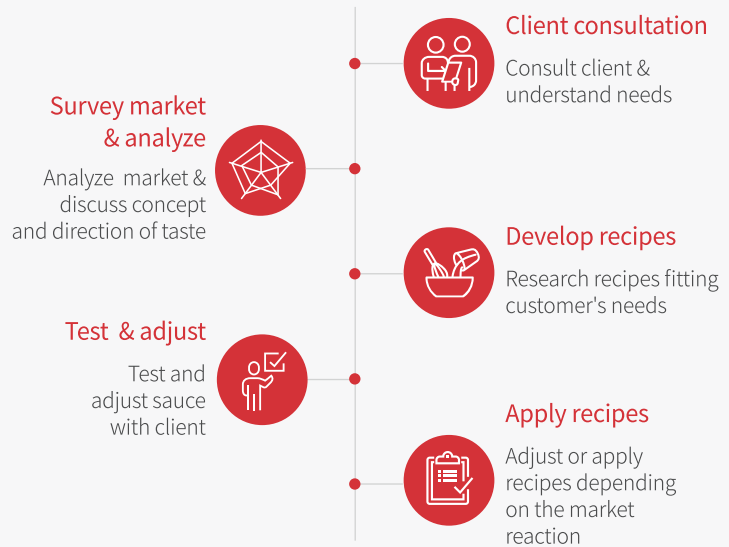 Client consultation
Consult client &
understand needs
Survey market
& analyze
Analyze  market &
discuss concept
and direction of taste
Develop recipes
Research recipes fitting
customer's needs
Test  & adjust
Test and
adjust sauce
with client
Apply recipes
Adjust or apply
recipes depending
on the market
reaction